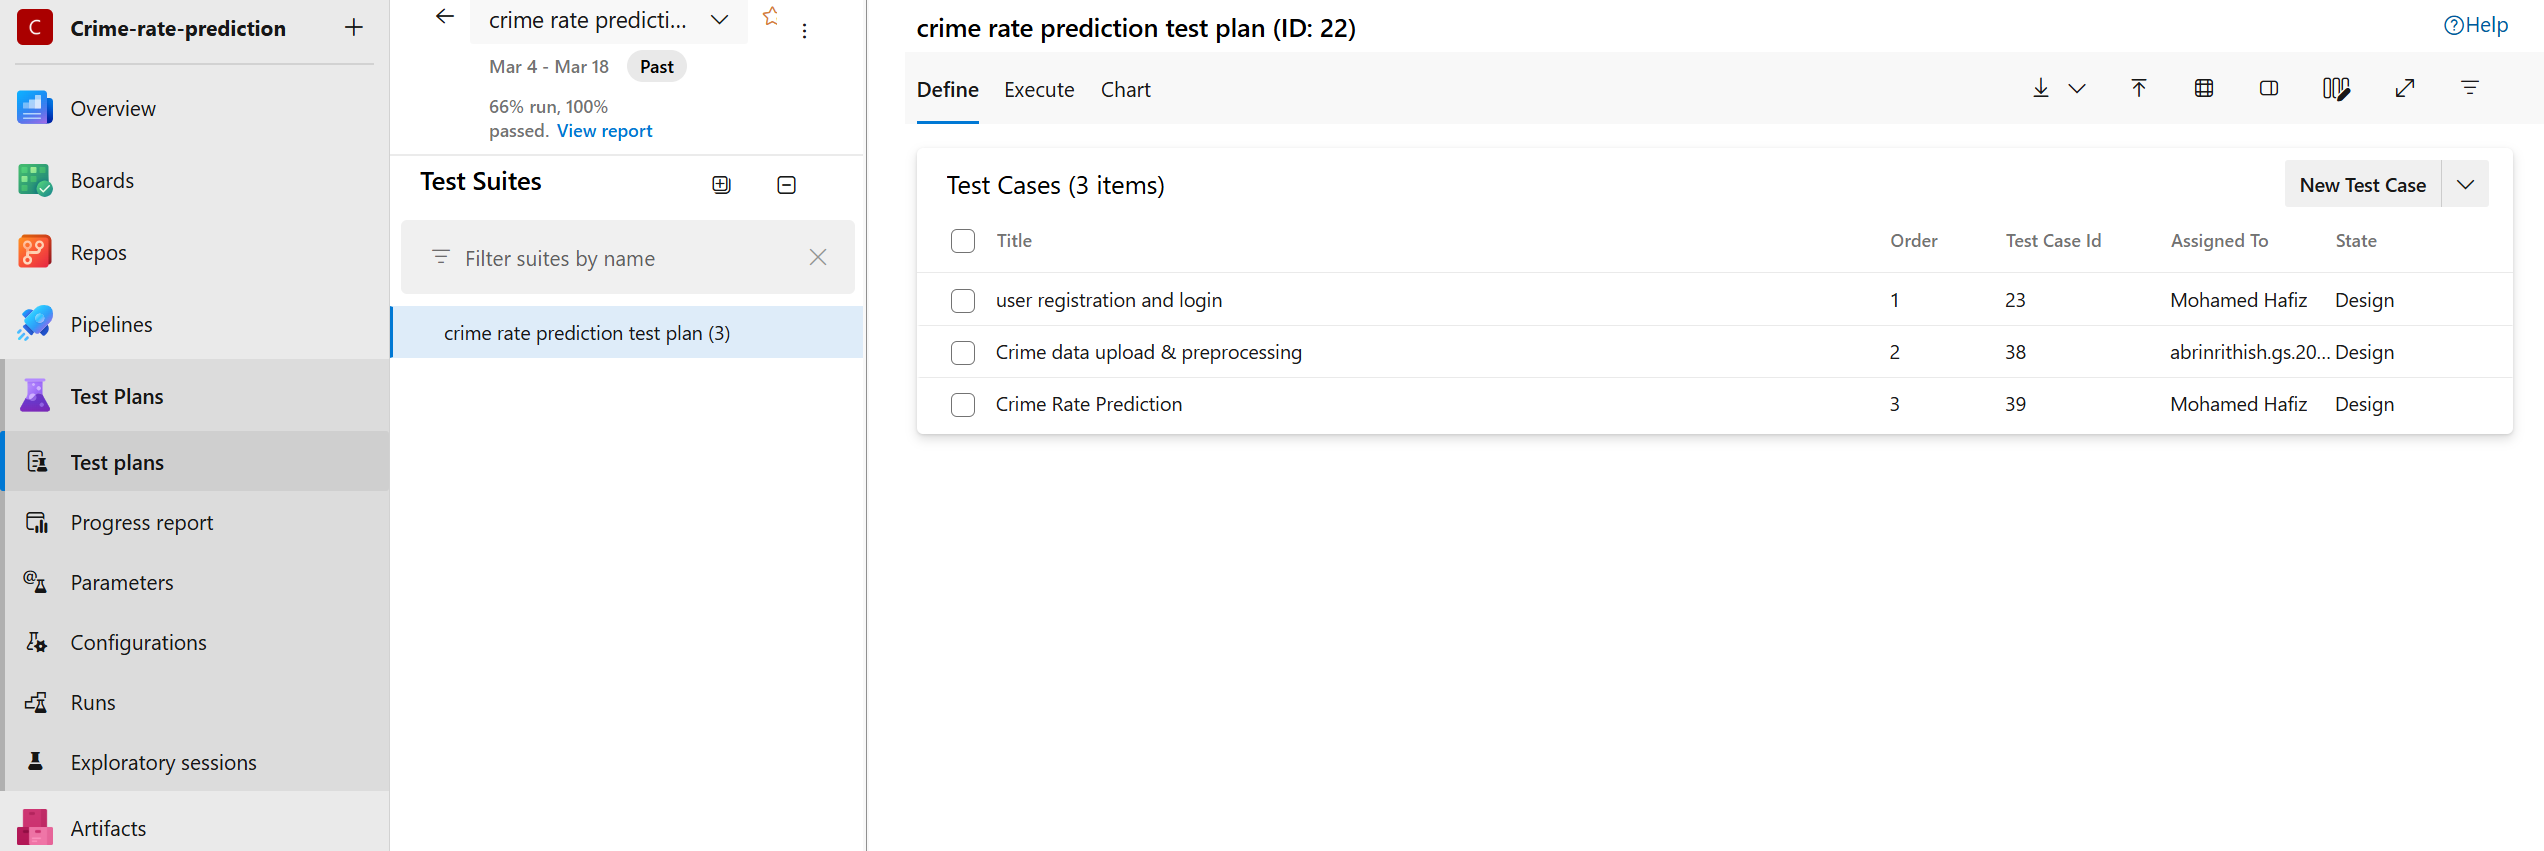 C Crime-rate-prediction +
Overview
Boards
Repos
Pipelines
Test Plans
Test plans
Progress report
Parameters
Configurations
Runs
Exploratory sessions
Artifacts
crime rate predicti...
Mar 4 - Mar 18 Past
66% run, 100%
passed. View report
Test Suites
Filter suites by name
crime rate prediction test plan (3)
crime rate prediction test plan (ID: 22)
Help
Define Execute Chart
Test Cases (3 items)
New Test Case
Title Order Test Case Id Assigned To State
user registration and login 1 23 Mohamed Hafiz Design
Crime data upload & preprocessing 2 38 abrinrithish.gs.20... Design
Crime Rate Prediction 3 39 Mohamed Hafiz Design